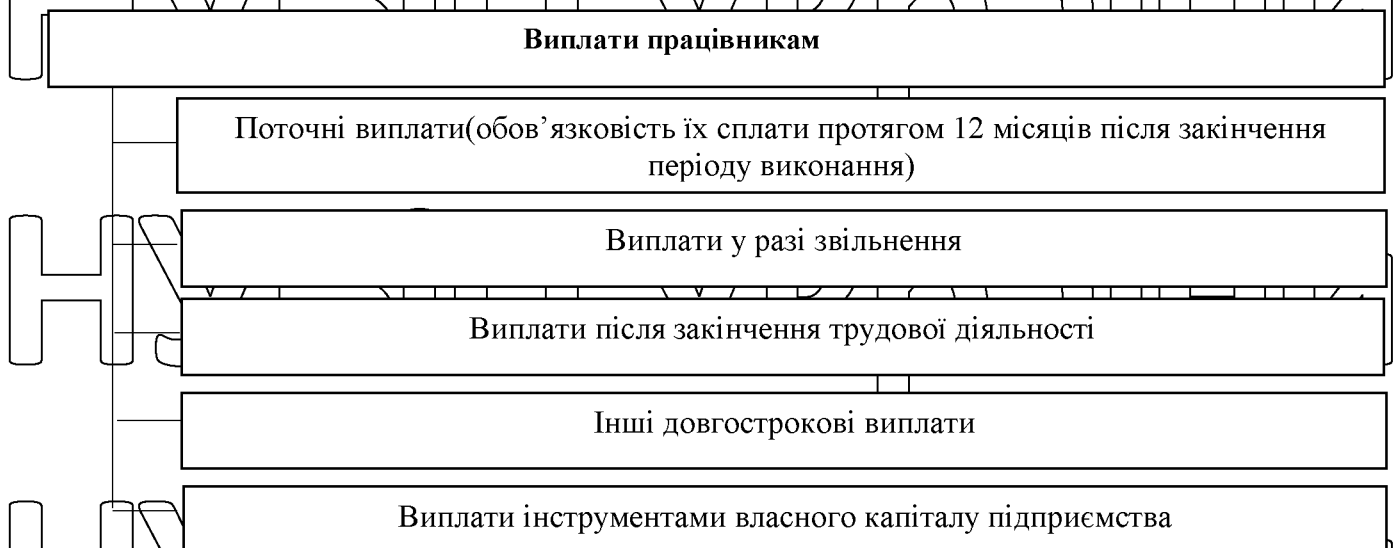 Виплати працівникам
Поточні виплати(обов’язковість їх сплати протягом 12 місяців після закінчення
періоду виконання)
Виплати у разі звільнення
Виплати після закінчення трудової діяльності
Інші довгострокові виплати
Виплати інструментами власного капіталу підприємства